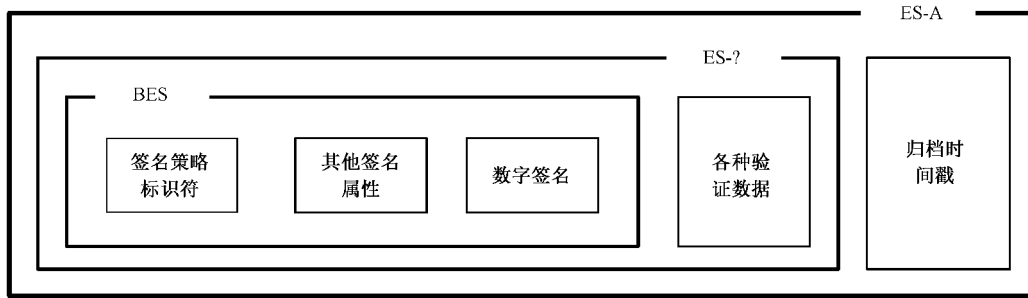 ES-A
ES-?
BES
签名策略
标识符
其他签名
属性
数字签名
各种验
证数据
归档时
间戳